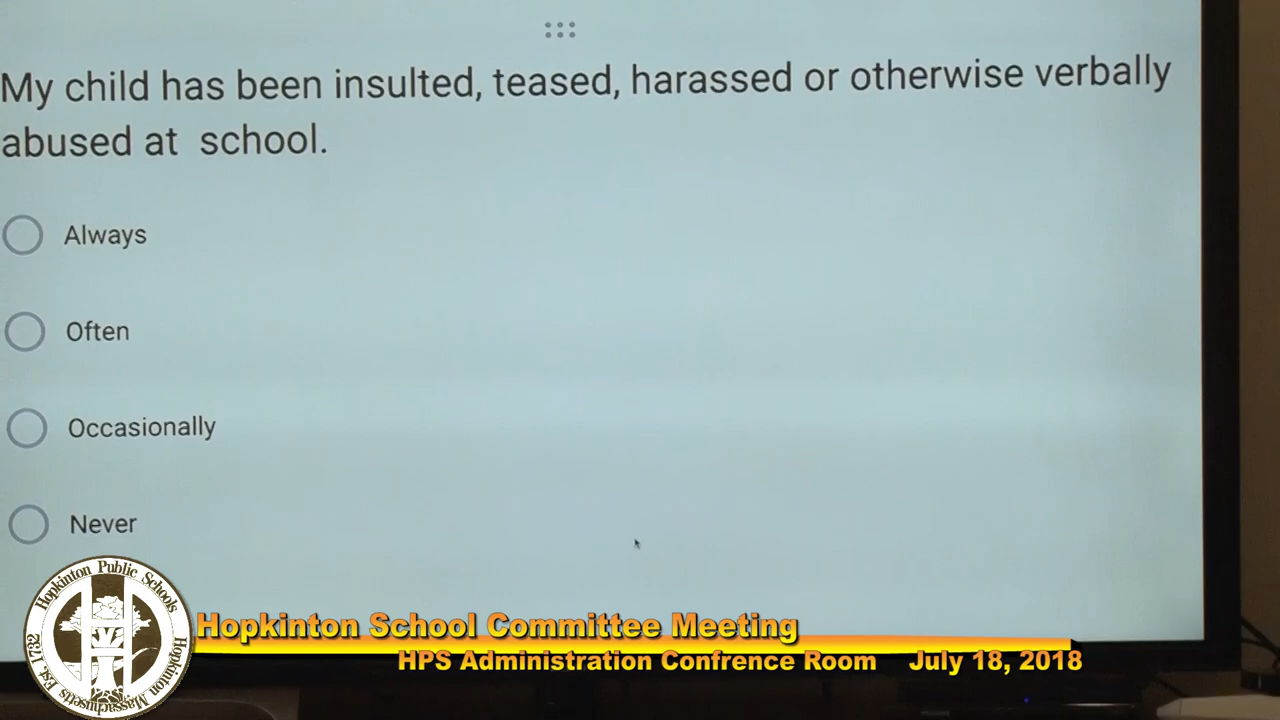 My child has been insulted, teased, harassed or otherwise verbally
abused at school.
Always
Often
Occasionally
Never
Hopkinton Public Schools
Hopkinton Massachusetts Est. 1732
Hopkinton School Committee Meeting
HPS Administration Confrence Room July 18, 2018